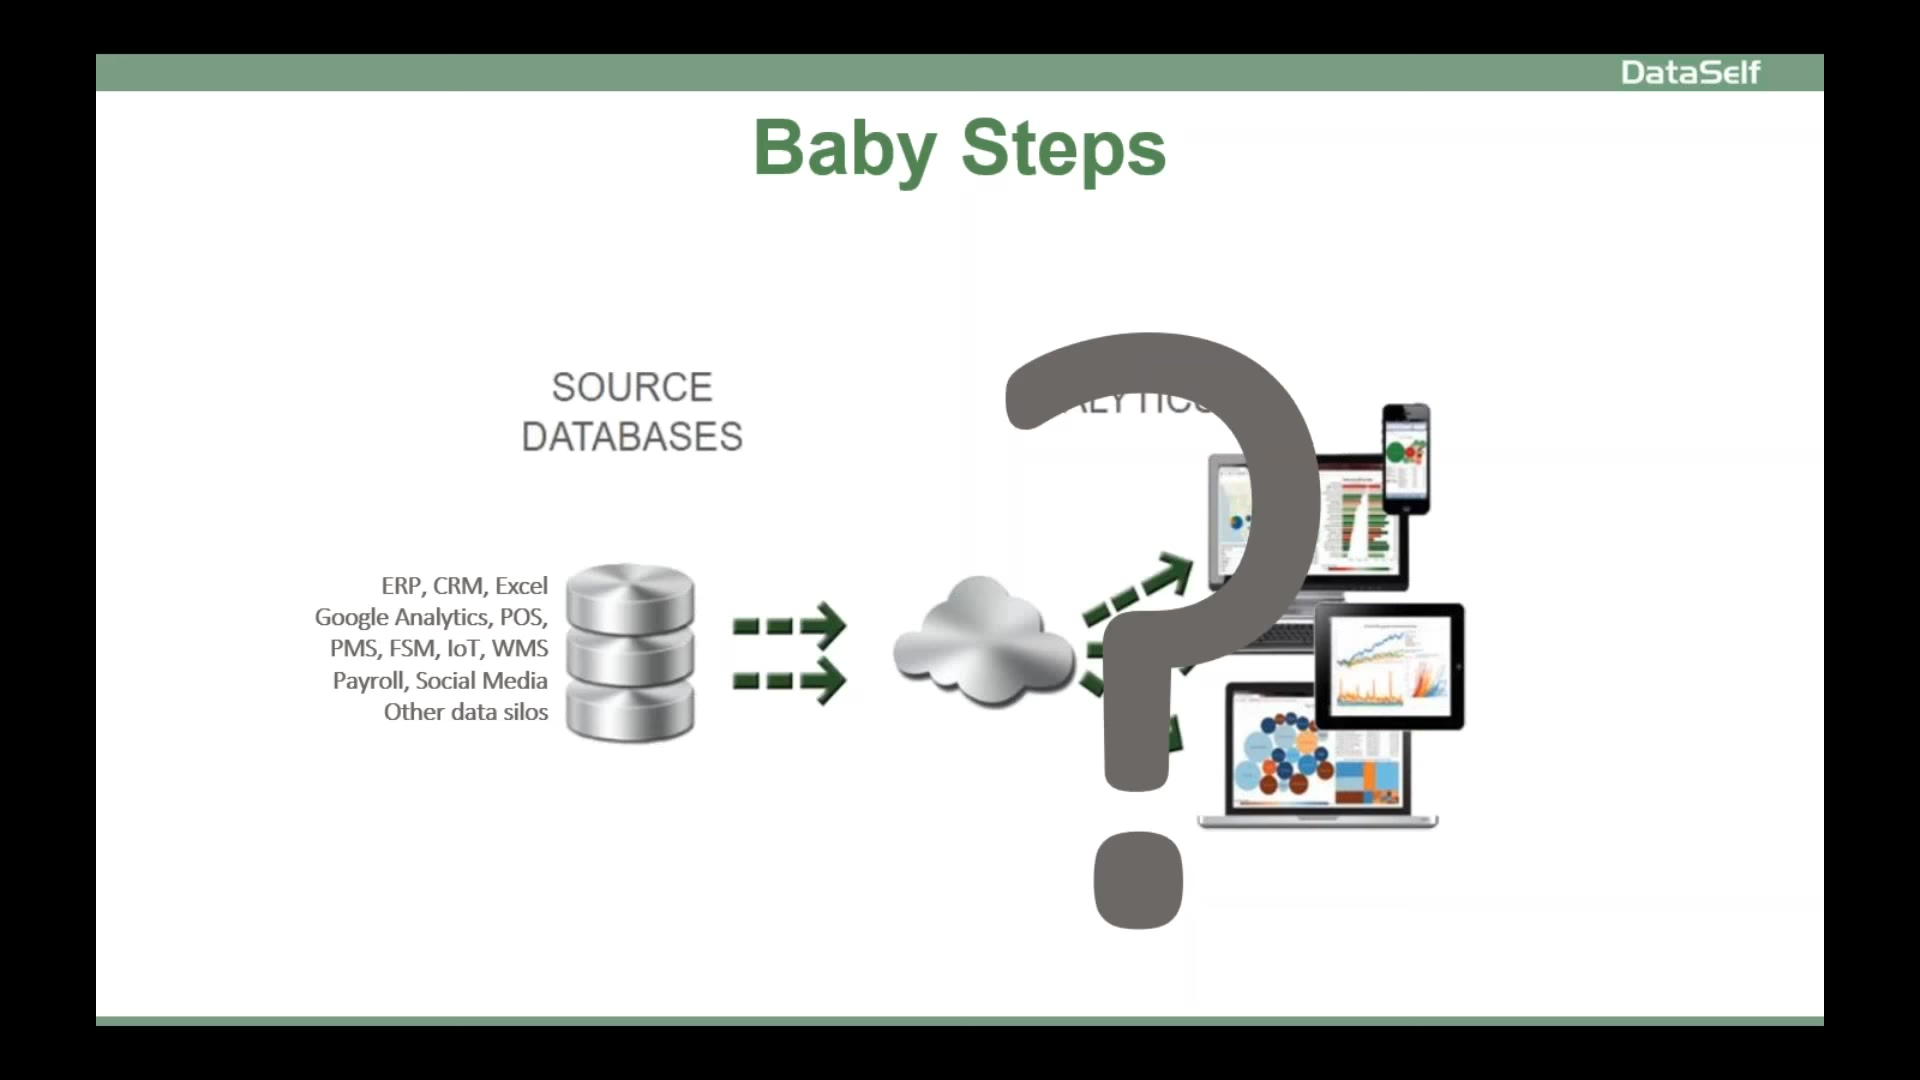 DataSelf
Baby Steps
SOURCE
DATABASES
ERP, CRM, Excel
Google Analytics, POS,
PMS, FSM, IoT, WMS
Payroll, Social Media
Other data silos